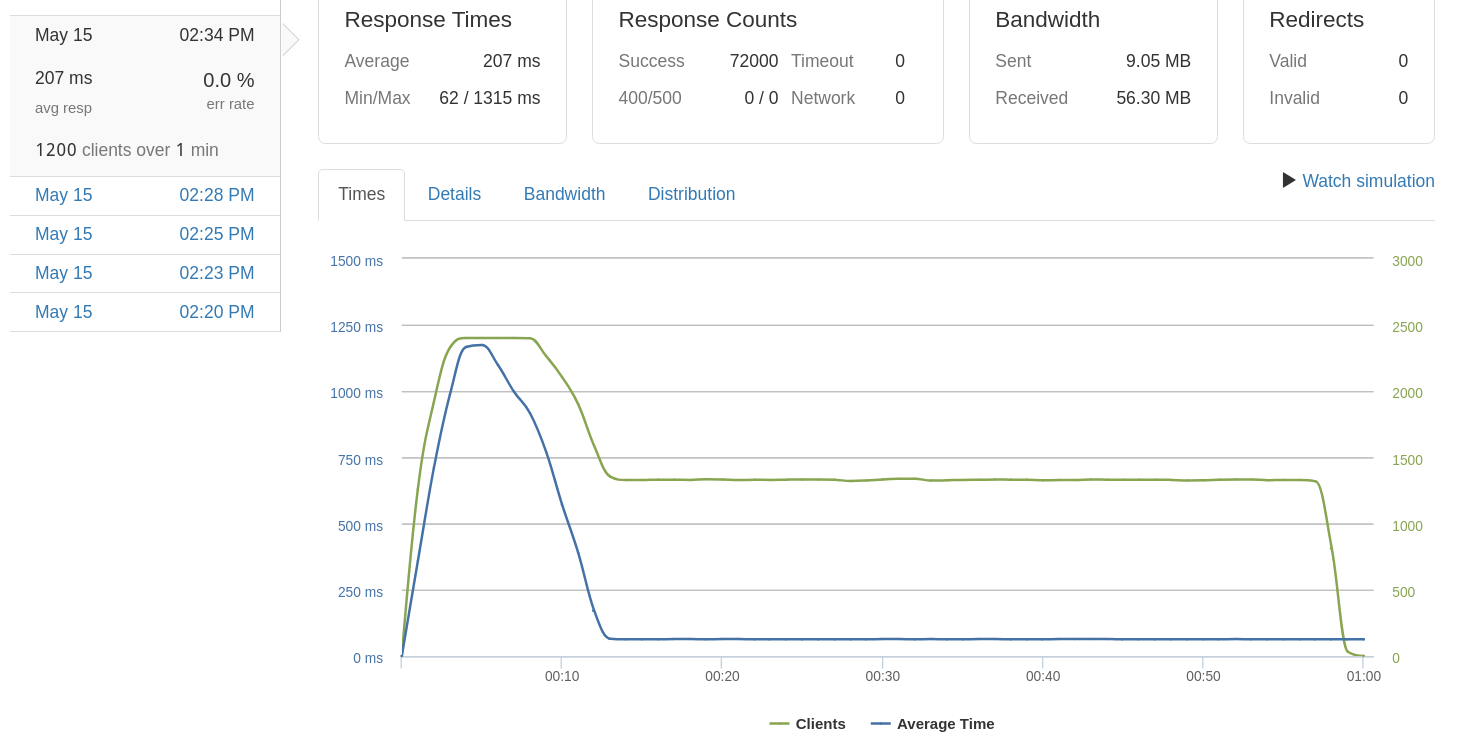 May 15 02:34 PM
207 ms 0.0 %
avg resp err rate
1200 clients over 1 min
May 15 02:28 PM
May 15 02:25 PM
May 15 02:23 PM
May 15 02:20 PM
Response Times
Average 207 ms
Min/Max 62 / 1315 ms
Response Counts
Success 72000 Timeout 0
400/500 0 / 0 Network 0
Bandwidth
Sent 9.05 MB
Received 56.30 MB
Redirects
Valid 0
Invalid 0
Times Details Bandwidth Distribution Watch simulation
1500 ms 3000
1250 ms 2500
1000 ms 2000
750 ms 1500
500 ms 1000
250 ms 500
0 ms 0
00:10 00:20 00:30 00:40 00:50 01:00
Clients Average Time